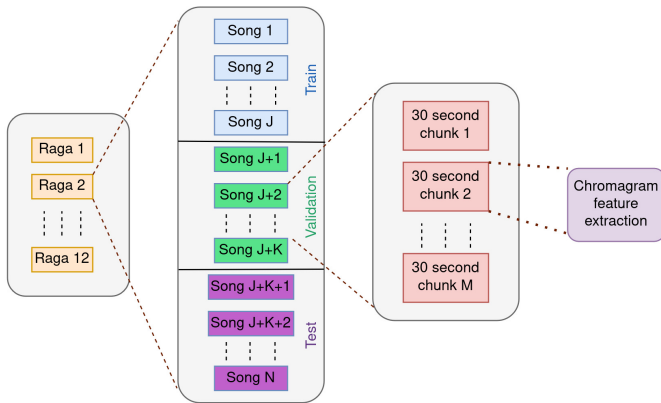 Raga 1
Raga 2
Raga 12
Song 1
Song 2
Song J
Train
Song J+1
Song J+2
Song J+K
Validation
Song J+K+1
Song J+K+2
Song N
Test
30 second
chunk 1
30 second
chunk 2
30 second
chunk M
Chromagram
feature
extraction